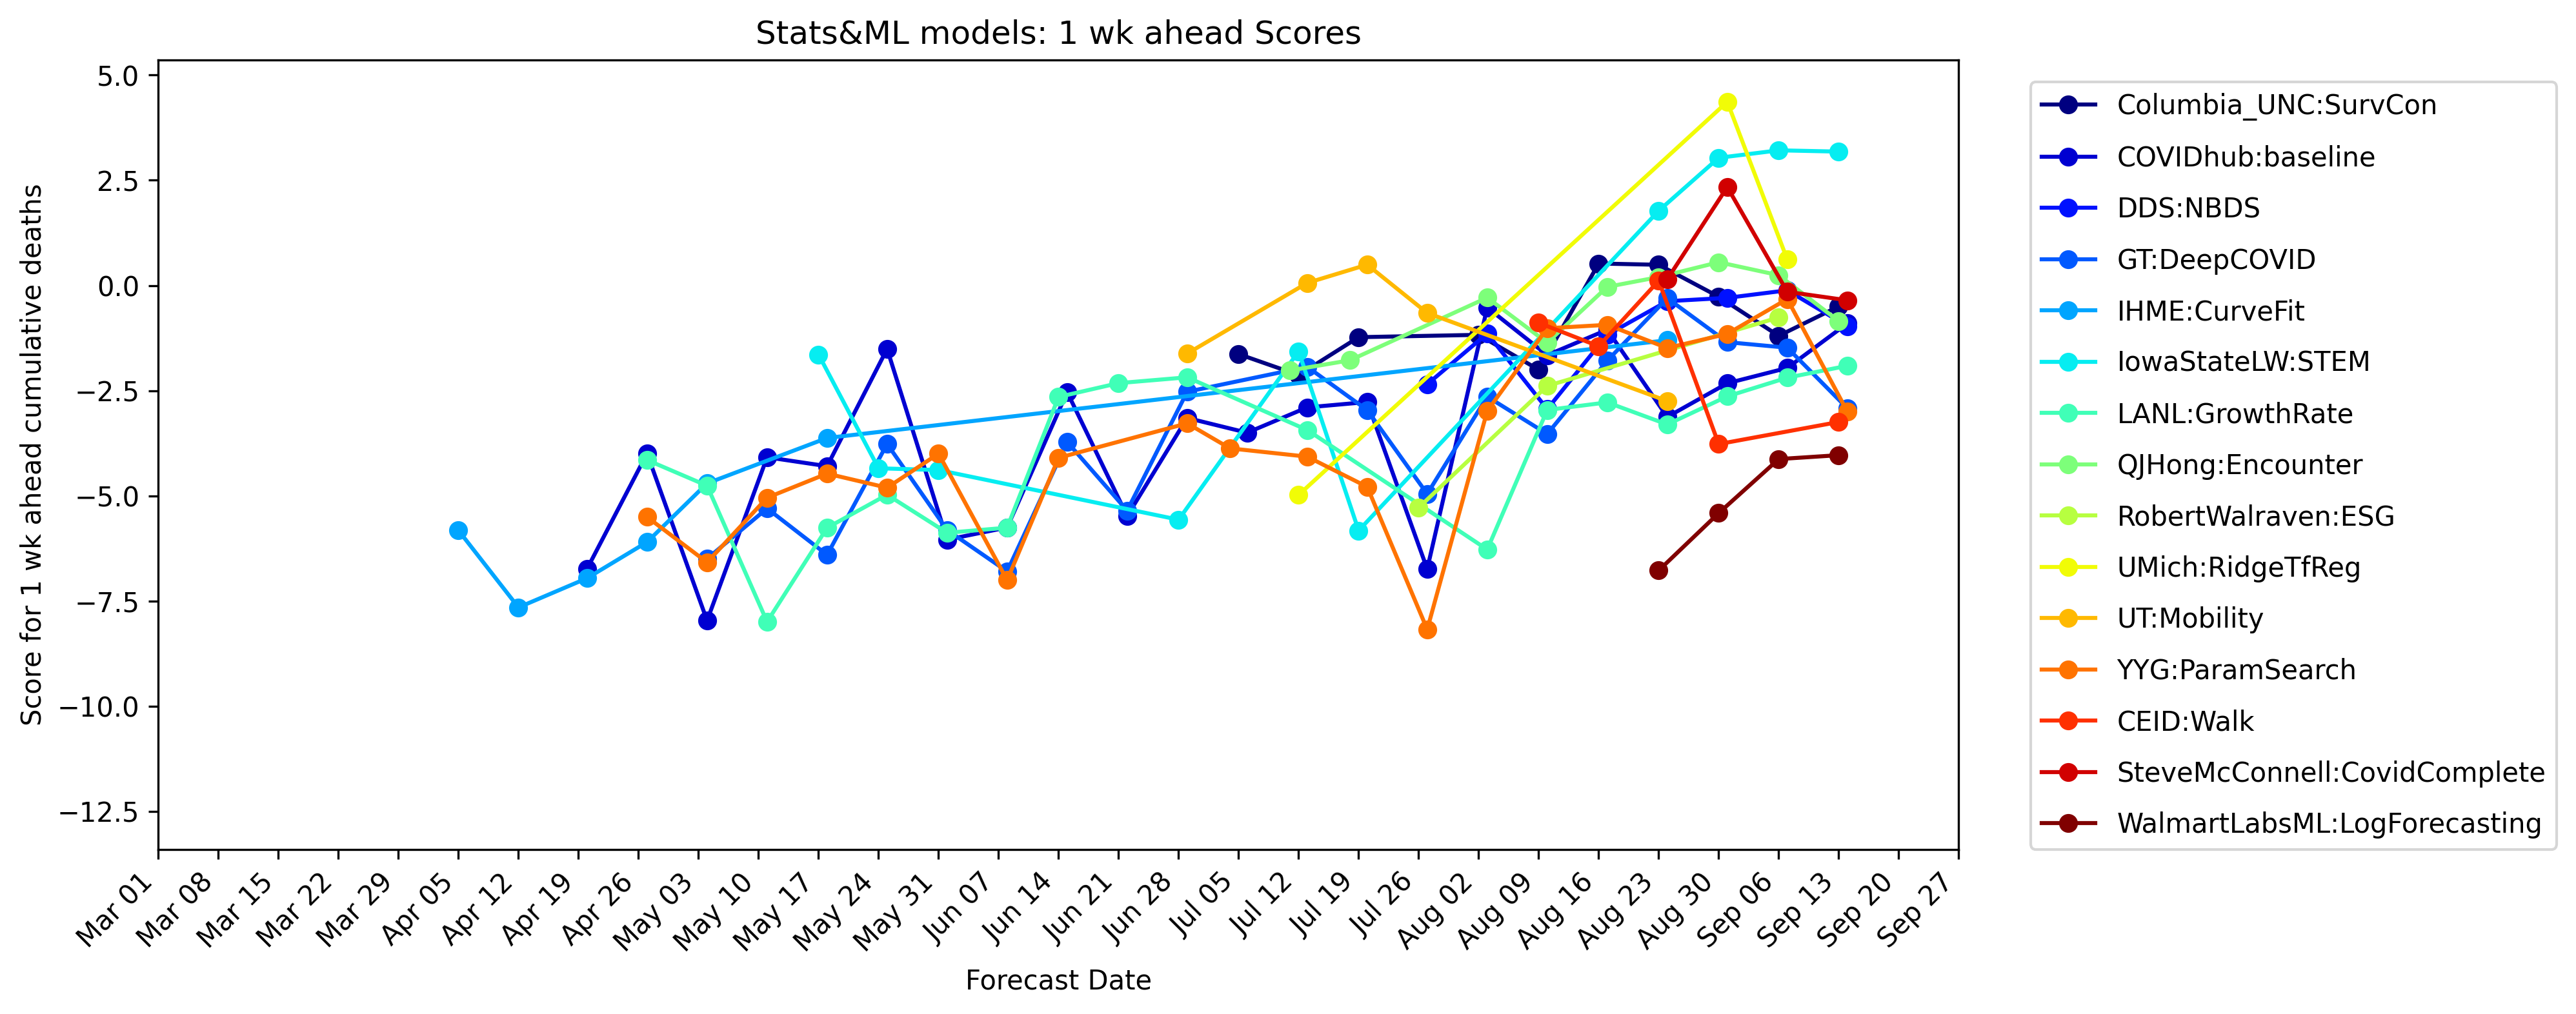 Stats&ML models: 1 wk ahead Scores
Score for 1 wk ahead cumulative deaths
5.0
2.5
0.0
−2.5
−5.0
−7.5
−10.0
−12.5
Mar 01
Mar 08
Mar 15
Mar 22
Mar 29
Apr 05
Apr 12
Apr 19
Apr 26
May 03
May 10
May 17
May 24
May 31
Jun 07
Jun 14
Jun 21
Jun 28
Jul 05
Jul 12
Jul 19
Jul 26
Aug 02
Aug 09
Aug 16
Aug 23
Aug 30
Sep 06
Sep 13
Sep 20
Sep 27
Forecast Date
Columbia_UNC:SurvCon
COVIDhub:baseline
DDS:NBDS
GT:DeepCOVID
IHME:CurveFit
IowaStateLW:STEM
LANL:GrowthRate
QJHong:Encounter
RobertWalraven:ESG
UMich:RidgeTfReg
UT:Mobility
YYG:ParamSearch
CEID:Walk
SteveMcConnell:CovidComplete
WalmartLabsML:LogForecasting